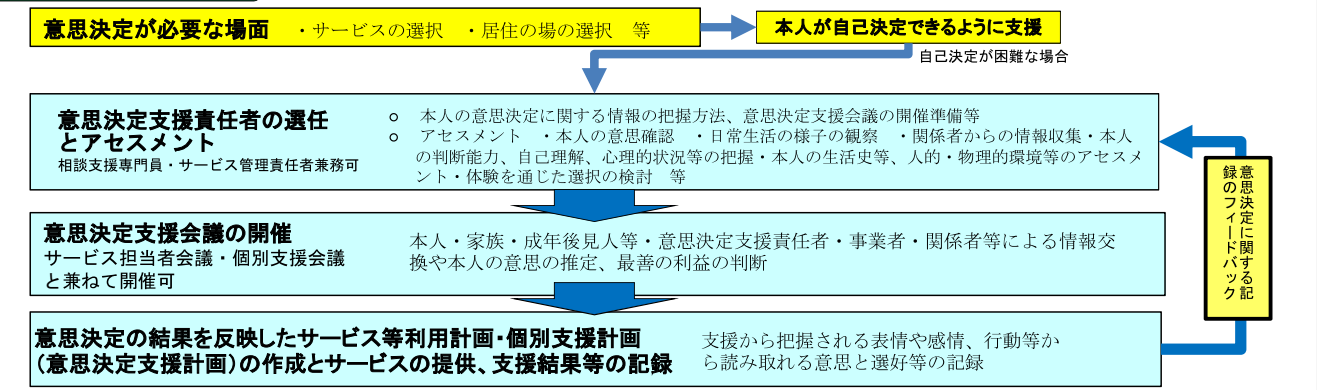 意思決定が必要な場面　・サービスの選択　・居住の場の選択　等
本人が自己決定できるように支援
自己決定が困難な場合
意思決定支援責任者の選任
とアセスメント
相談支援専門員・サービス管理責任者兼務可
○　本人の意思決定に関する情報の把握方法、意思決定支援会議の開催準備等
○　アセスメント　・本人の意思確認　・日常生活の様子の観察　・関係者からの情報収集・本人
の判断能力、自己理解、心理的状況等の把握・本人の生活史等、人的・物理的環境等のアセスメ
ント・体験を通じた選択の検討　等
意思決定支援会議の開催
サービス担当者会議・個別支援会議
と兼ねて開催可
本人・家族・成年後見人等・意思決定支援責任者・事業者・関係者等による情報交
換や本人の意思の推定、最善の利益の判断
意思決定の結果を反映したサービス等利用計画・個別支援計画
（意思決定支援計画）の作成とサービスの提供、支援結果等の記録
支援から把握される表情や感情、行動等か
ら読み取れる意思と選好等の記録
意思決定に関する記
録のフィードバック